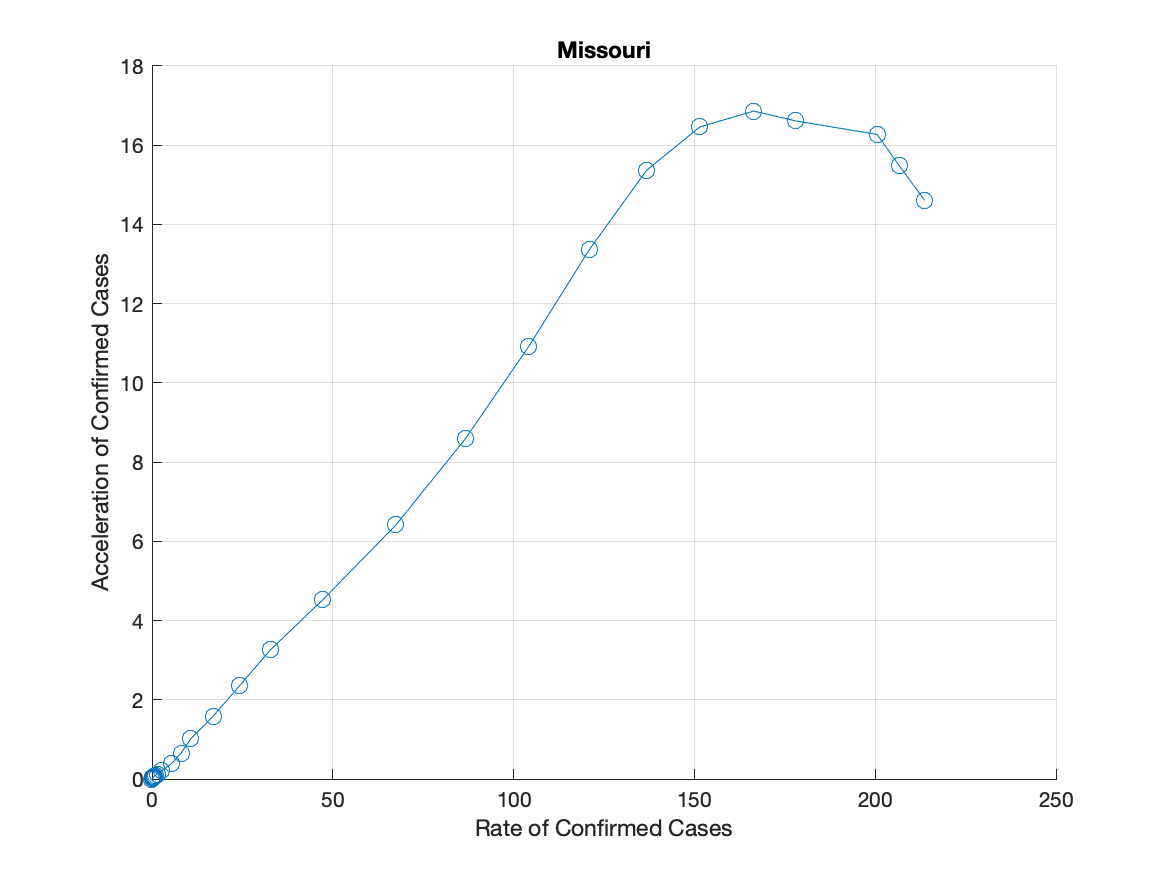 Missouri
18
16
14
12
10
8
6
4
2
0
Acceleration of Confirmed Cases
0 50 100 150 200 250
Rate of Confirmed Cases